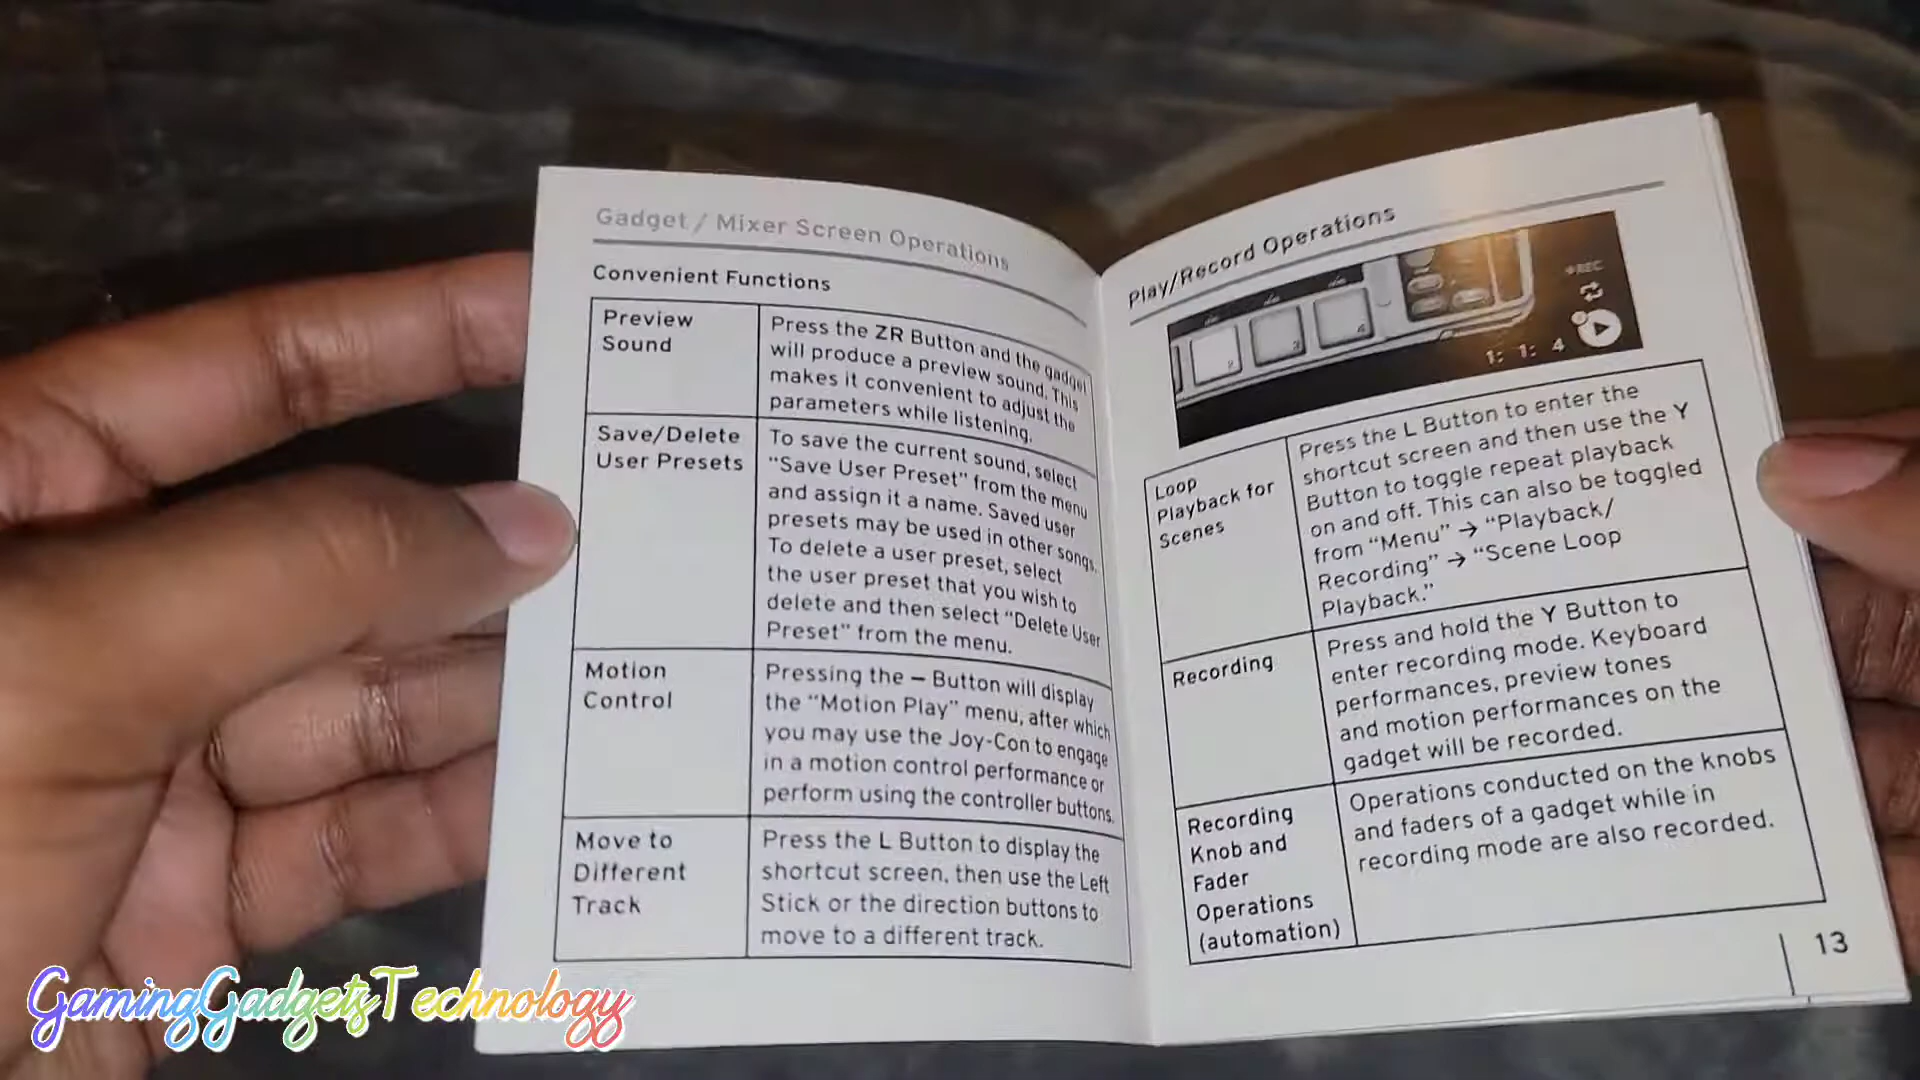 Gadget / Mixer Screen Operations
Convenient Functions
Preview
Sound
Press the ZR Button and the gadget
will produce a preview sound. This
makes it convenient to adjust the
parameters while listening.
Save/Delete
User Presets
To save the current sound, select
“Save User Preset” from the menu
and assign it a name. Saved user
presets may be used in other songs.
To delete a user preset, select
the user preset that you wish to
delete and then select “Delete User
Preset” from the menu.
Motion
Control
Pressing the – Button will display
the “Motion Play” menu, after which
you may use the Joy-Con to engage
in a motion control performance or
perform using the controller buttons.
Move to
Different
Track
Press the L Button to display the
shortcut screen, then use the Left
Stick or the direction buttons to
move to a different track.
Play/Record Operations
REC
2
3
4
1: 1: 4
Loop
Playback for
Scenes
Press the L Button to enter the
shortcut screen and then use the Y
Button to toggle repeat playback
on and off. This can also be toggled
from “Menu” → “Playback/
Recording” → “Scene Loop
Playback.”
Recording
Press and hold the Y Button to
enter recording mode. Keyboard
performances, preview tones
and motion performances on the
gadget will be recorded.
Recording
Knob and
Fader
Operations
(automation)
Operations conducted on the knobs
and faders of a gadget while in
recording mode are also recorded.
13
GamingGadgetsTechnology